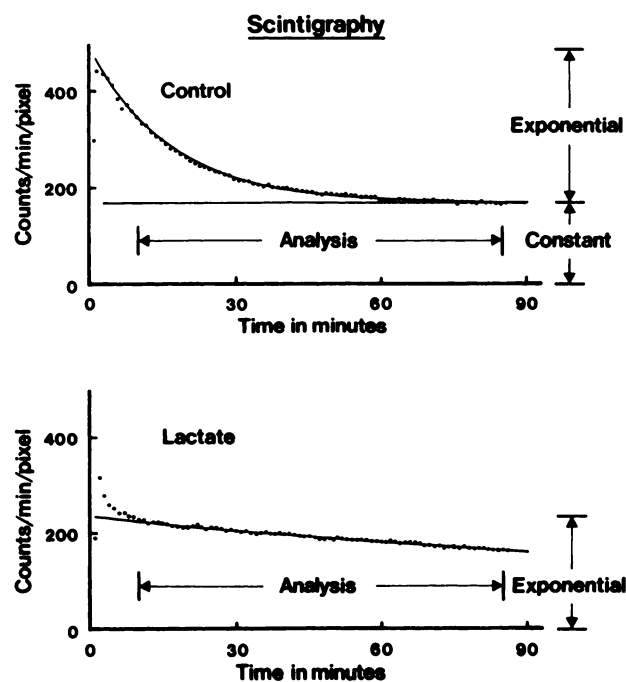 Scintigraphy
Counts/min/pixel
400
200
0
Control
Exponential
Analysis
Constant
0 30 60 90
Time in minutes
Counts/min/pixel
400
200
0
Lactate
Analysis
Exponential
0 30 60 90
Time in minutes